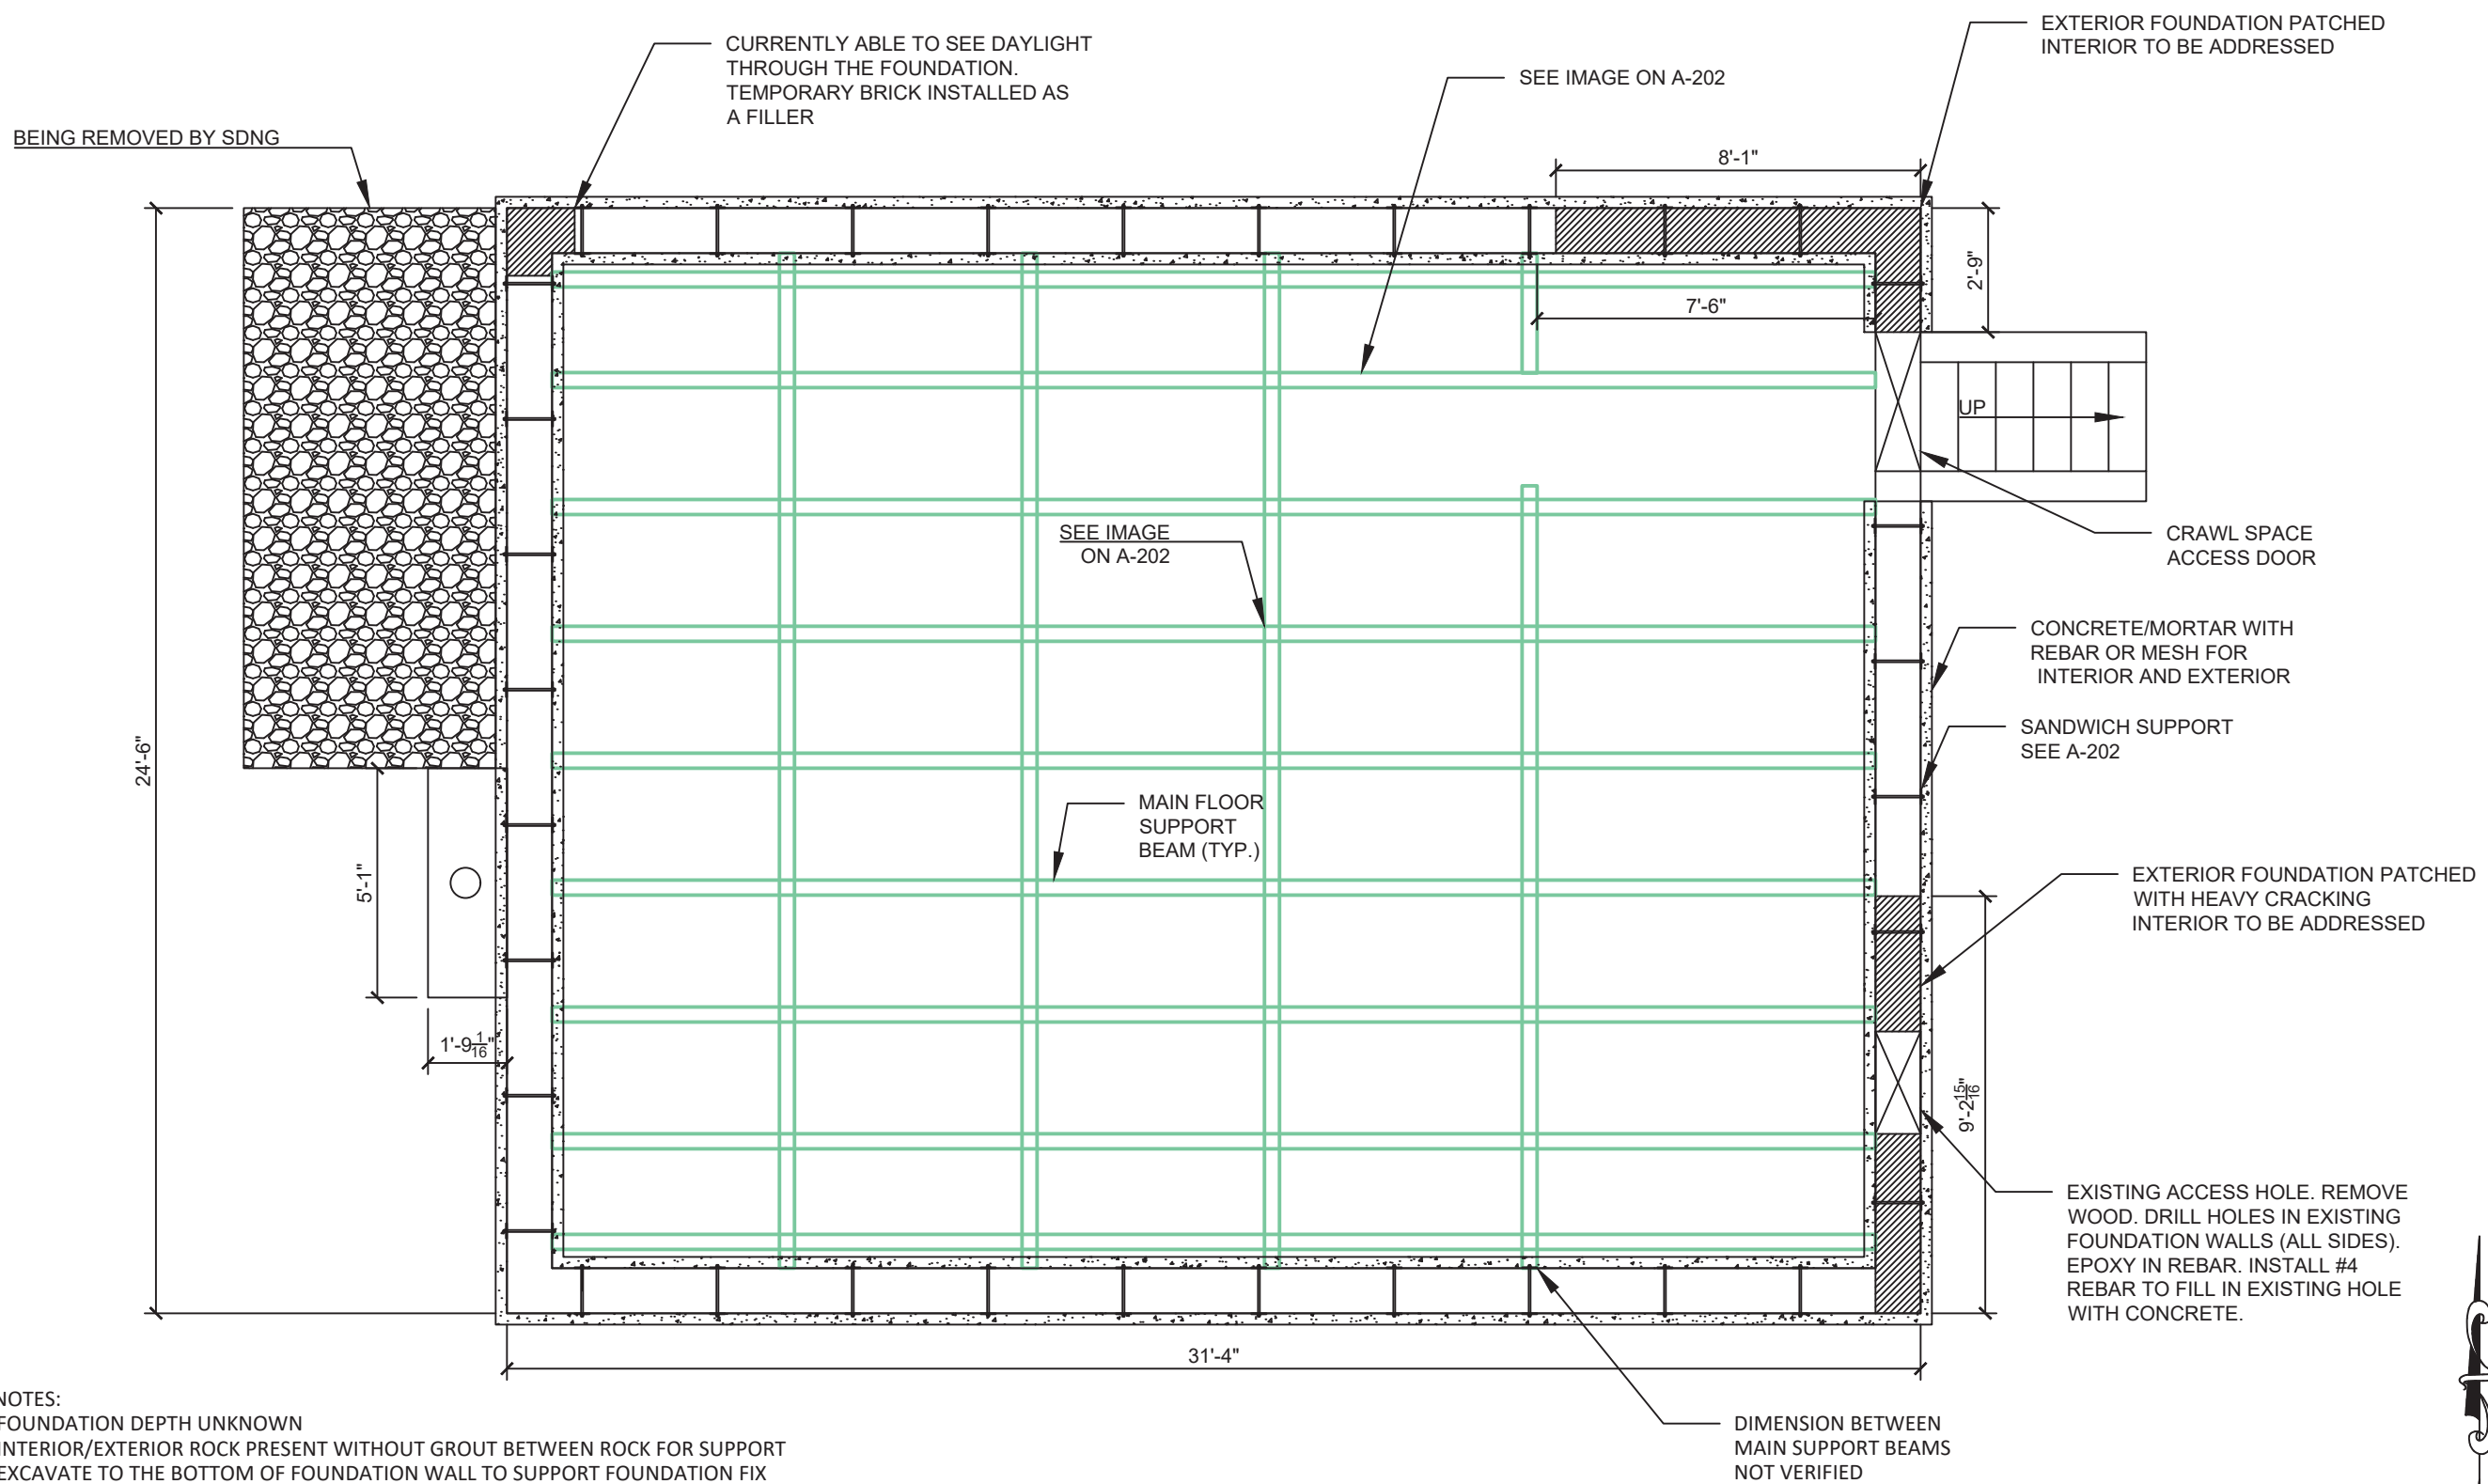 EXTERIOR FOUNDATION PATCHED
INTERIOR TO BE ADDRESSED
CURRENTLY ABLE TO SEE DAYLIGHT
THROUGH THE FOUNDATION.
TEMPORARY BRICK INSTALLED AS
A FILLER
SEE IMAGE ON A-202
BEING REMOVED BY SDNG
8'-1"
2'-9"
7'-6"
UP
SEE IMAGE
ON A-202
CRAWL SPACE
ACCESS DOOR
CONCRETE/MORTAR WITH
REBAR OR MESH FOR
INTERIOR AND EXTERIOR
SANDWICH SUPPORT
SEE A-202
24'-6"
MAIN FLOOR
SUPPORT
BEAM (TYP.)
5'-1"
EXTERIOR FOUNDATION PATCHED
WITH HEAVY CRACKING
INTERIOR TO BE ADDRESSED
1'-9 1/16"
9'-2 15/16"
EXISTING ACCESS HOLE. REMOVE
WOOD. DRILL HOLES IN EXISTING
FOUNDATION WALLS (ALL SIDES).
EPOXY IN REBAR. INSTALL #4
REBAR TO FILL IN EXISTING HOLE
WITH CONCRETE.
31'-4"
NOTES:
FOUNDATION DEPTH UNKNOWN
INTERIOR/EXTERIOR ROCK PRESENT WITHOUT GROUT BETWEEN ROCK FOR SUPPORT
EXCAVATE TO THE BOTTOM OF FOUNDATION WALL TO SUPPORT FOUNDATION FIX
DIMENSION BETWEEN
MAIN SUPPORT BEAMS
NOT VERIFIED